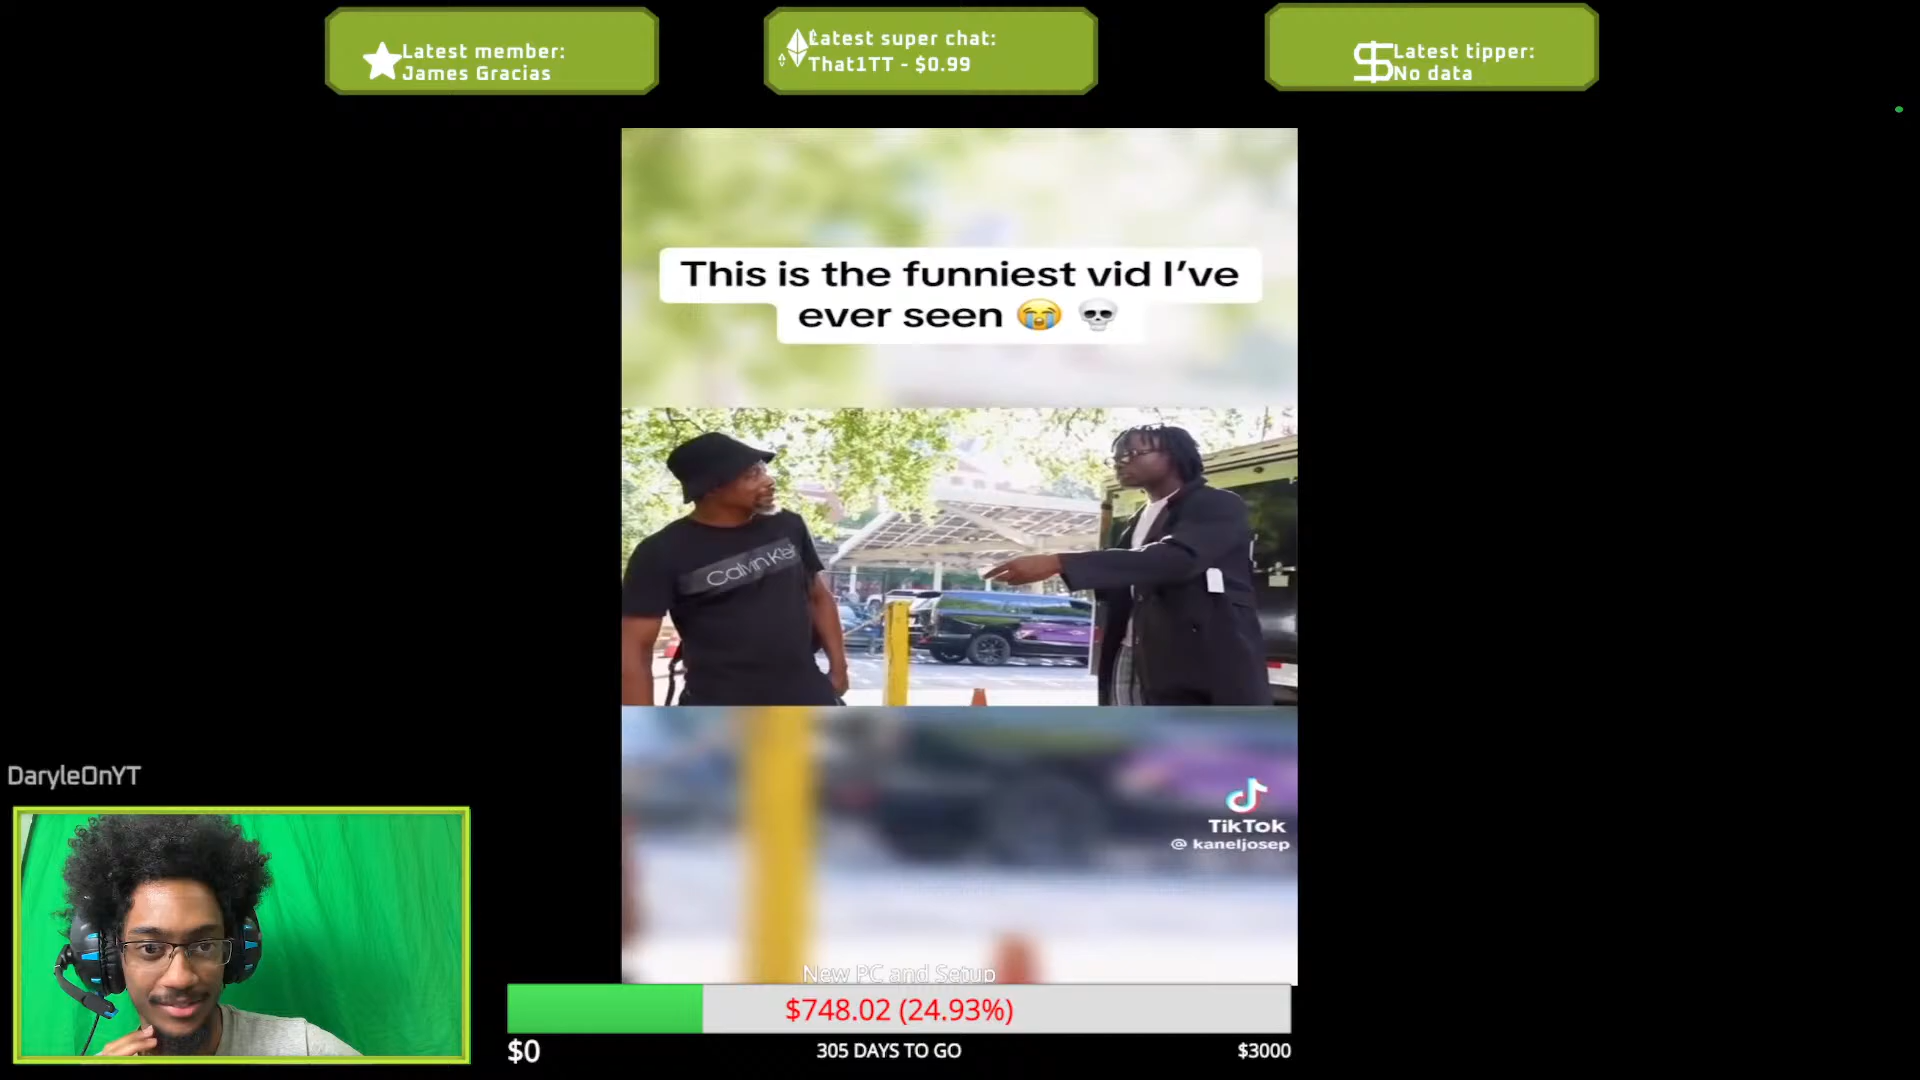 Latest member:
James Gracias
Latest super chat:
That1TT - $0.99
Latest tipper:
No data
This is the funniest vid I’ve
ever seen 😭 💀
Calvin Klein
TikTok
@ kaneljosep
DaryleOnYT
New PC and Setup
$748.02 (24.93%)
$0
305 DAYS TO GO
$3000